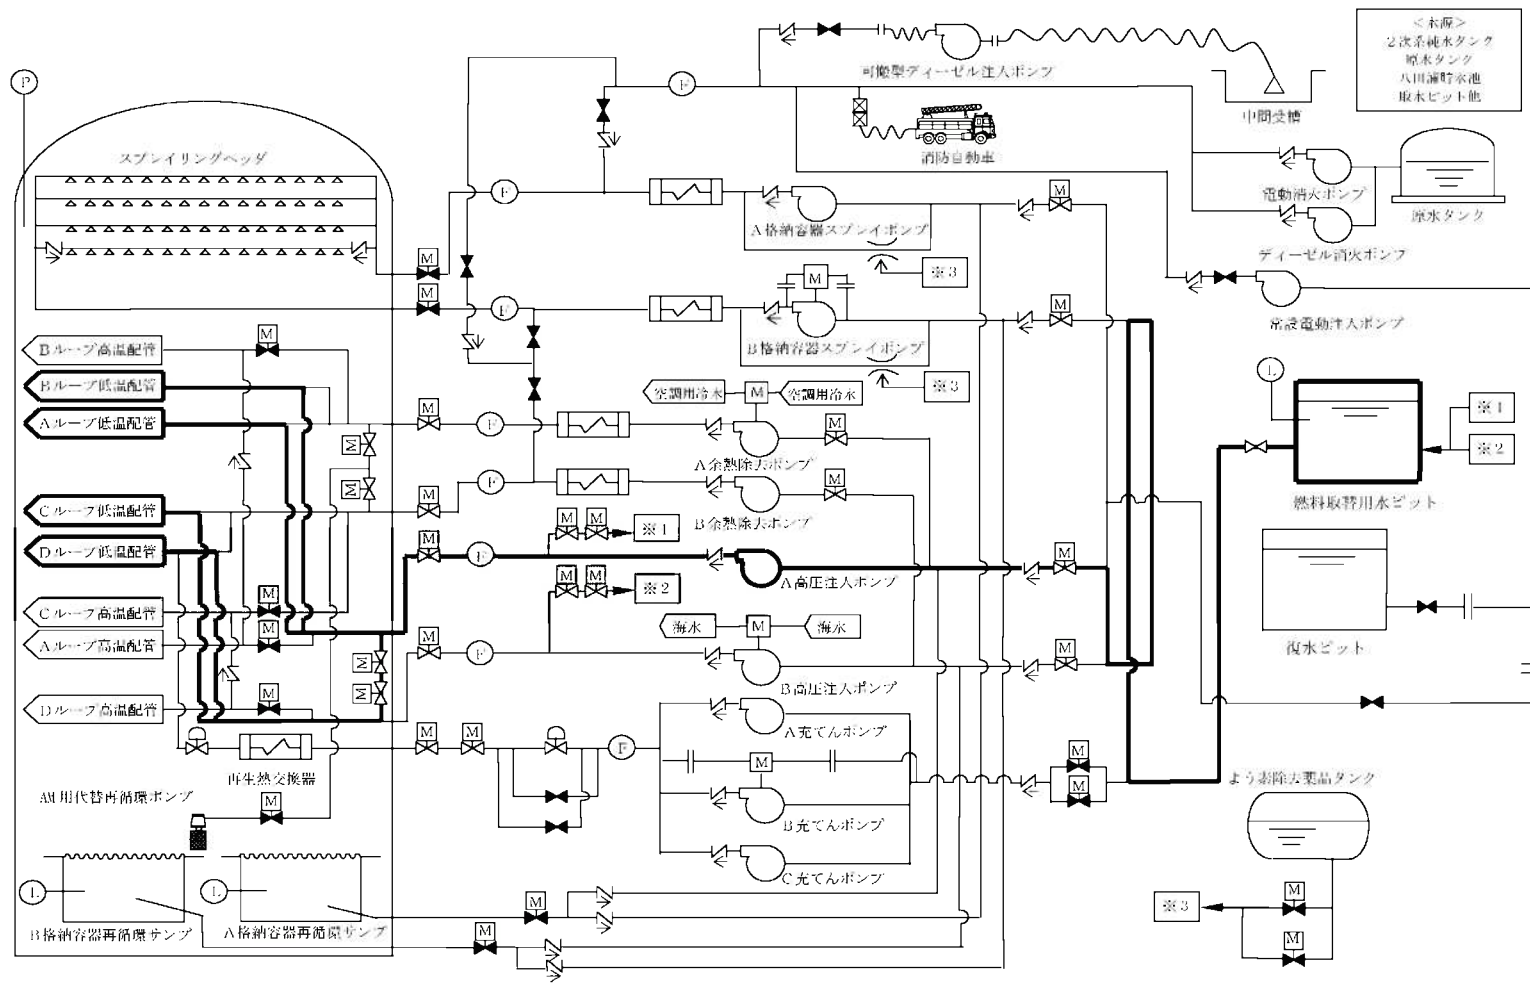 <水源>
2次系純水タンク
原水タンク
八田浦貯水池
取水ピット他
P
可搬型ディーゼル注入ポンプ
中間受槽
F
消防自動車
スプレイリングヘッダ
F
M
A格納容器スプレイポンプ
電動消火ポンプ
原水タンク
M
※3
ディーゼル消火ポンプ
M
F
M
M
B格納容器スプレイポンプ
常設電動注入ポンプ
※3
M
Bループ高温配管
Bループ低温配管
Aループ低温配管
空調用冷水
M
空調用冷水
L
※1
※2
燃料取替用水ピット
M
F
M
A余熱除去ポンプ
M
M
M
F
M
B余熱除去ポンプ
Cループ低温配管
Dループ低温配管
M
M
※1
M
F
A高圧注入ポンプ
M
M
M
※2
Cループ高温配管
M
Aループ高温配管
M
海水
M
海水
M
F
B高圧注入ポンプ
M
復水ピット
M
M
Dループ高温配管
M
A充てんポンプ
M
M
F
M
M
M
再生熱交換器
よう素除去薬品タンク
AM用代替再循環ポンプ
M
B充てんポンプ
C充てんポンプ
L
L
M
M
※3
M
M
B格納容器再循環サンプ
A格納容器再循環サンプ